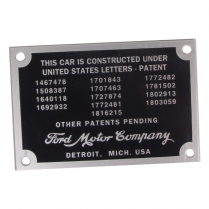 THIS CAR IS CONSTRUCTED UNDER
UNITED STATES LETTERS - PATENT
1467478 1701843 1772482
1508387 1707463 1781502
1640118 1727874 1802913
1692932 1772481 1803059
1816215
OTHER PATENTS PENDING
Ford Motor Company
DETROIT, MICH. USA